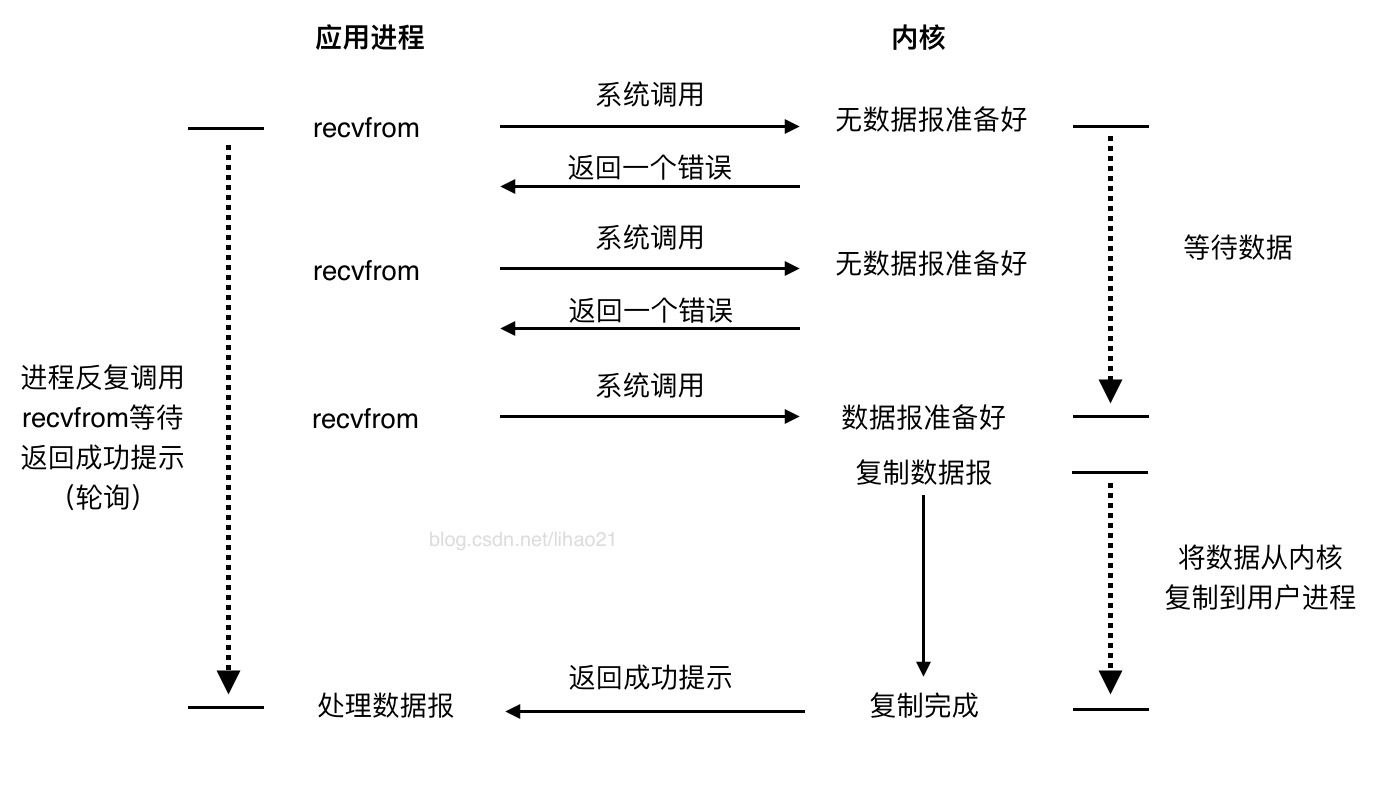 应用进程
内核
系统调用
recvfrom
无数据报准备好
返回一个错误
系统调用
recvfrom
无数据报准备好
等待数据
返回一个错误
进程反复调用
recvfrom等待
返回成功提示
（轮询）
系统调用
recvfrom
数据报准备好
复制数据报
blog.csdn.net/lihao21
将数据从内核
复制到用户进程
返回成功提示
处理数据报
复制完成